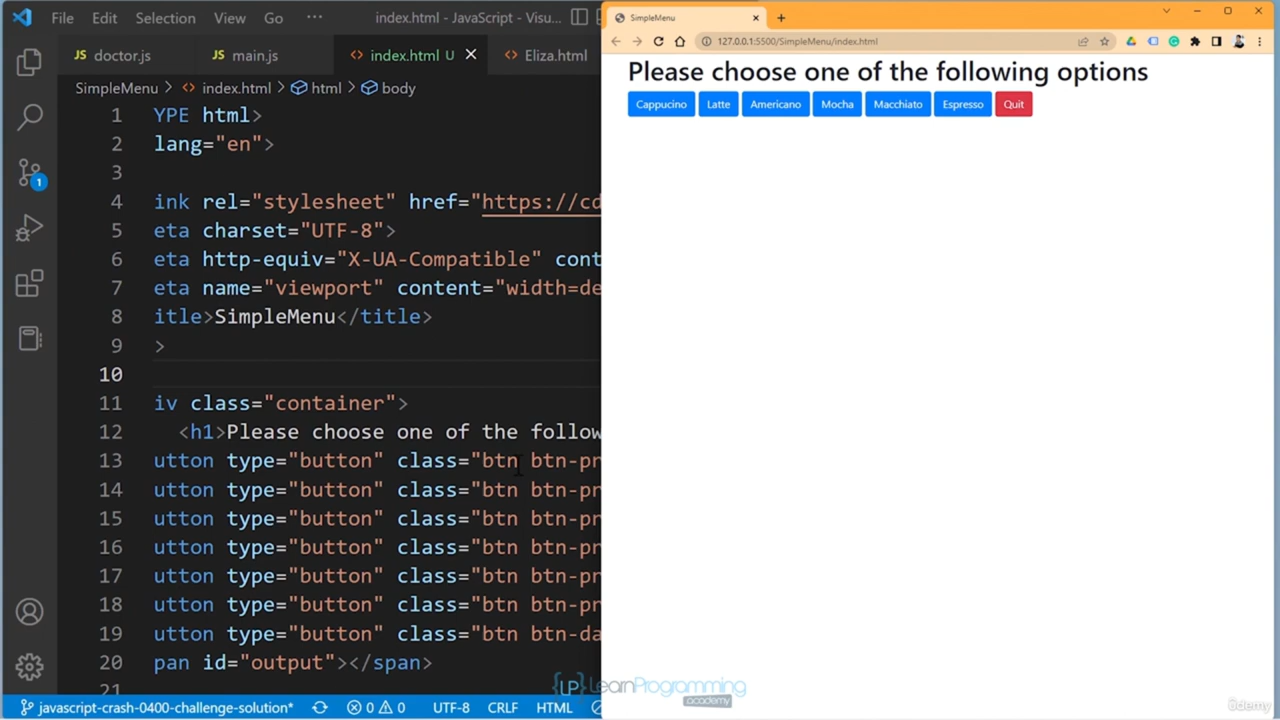 File Edit Selection View Go ··· index.html - JavaScript - Visu...
doctor.js main.js index.html U Eliza.html
SimpleMenu > index.html > html > body
1 YPE html>
2 lang="en">
3
4 ink rel="stylesheet" href="https://cd
5 eta charset="UTF-8">
6 eta http-equiv="X-UA-Compatible" cont
7 eta name="viewport" content="width=de
8 itle>SimpleMenu</title>
9 >
10
11 iv class="container">
12 <h1>Please choose one of the follow
13 utton type="button" class="btn btn-pr
14 utton type="button" class="btn btn-pr
15 utton type="button" class="btn btn-pr
16 utton type="button" class="btn btn-pr
17 utton type="button" class="btn btn-pr
18 utton type="button" class="btn btn-pr
19 utton type="button" class="btn btn-da
20 pan id="output"></span>
21
1
javascript-crash-0400-challenge-solution* 0 0 UTF-8 CRLF HTML
SimpleMenu
127.0.0.1:5500/SimpleMenu/index.html
Please choose one of the following options
Cappucino Latte Americano Mocha Macchiato Espresso Quit
{LP} LearnProgramming
academy
ûdemy